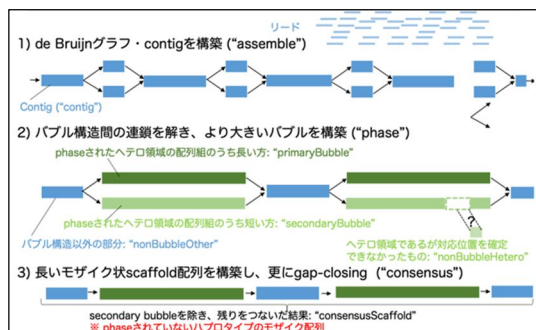 リード
1) de Bruijnグラフ・contigを構築 (“assemble”)
Contig (“contig”)
2) バブル構造間の連鎖を解き、より大きいバブルを構築 (“phase”)
phaseされたヘテロ領域の配列組のうち長い方: “primaryBubble”
phaseされたヘテロ領域の配列組のうち短い方: “secondaryBubble”
?
バブル構造以外の部分: “nonBubbleOther”
ヘテロ領域であるが対応位置を確定
できなかったもの: “nonBubbleHetero”
3) 長いモザイク状scaffold配列を構築し、更にgap-closing (“consensus”)
secondary bubbleを除き、残りをつないだ結果: “consensusScaffold”
※ phaseされていないハプロタイプのモザイク配列